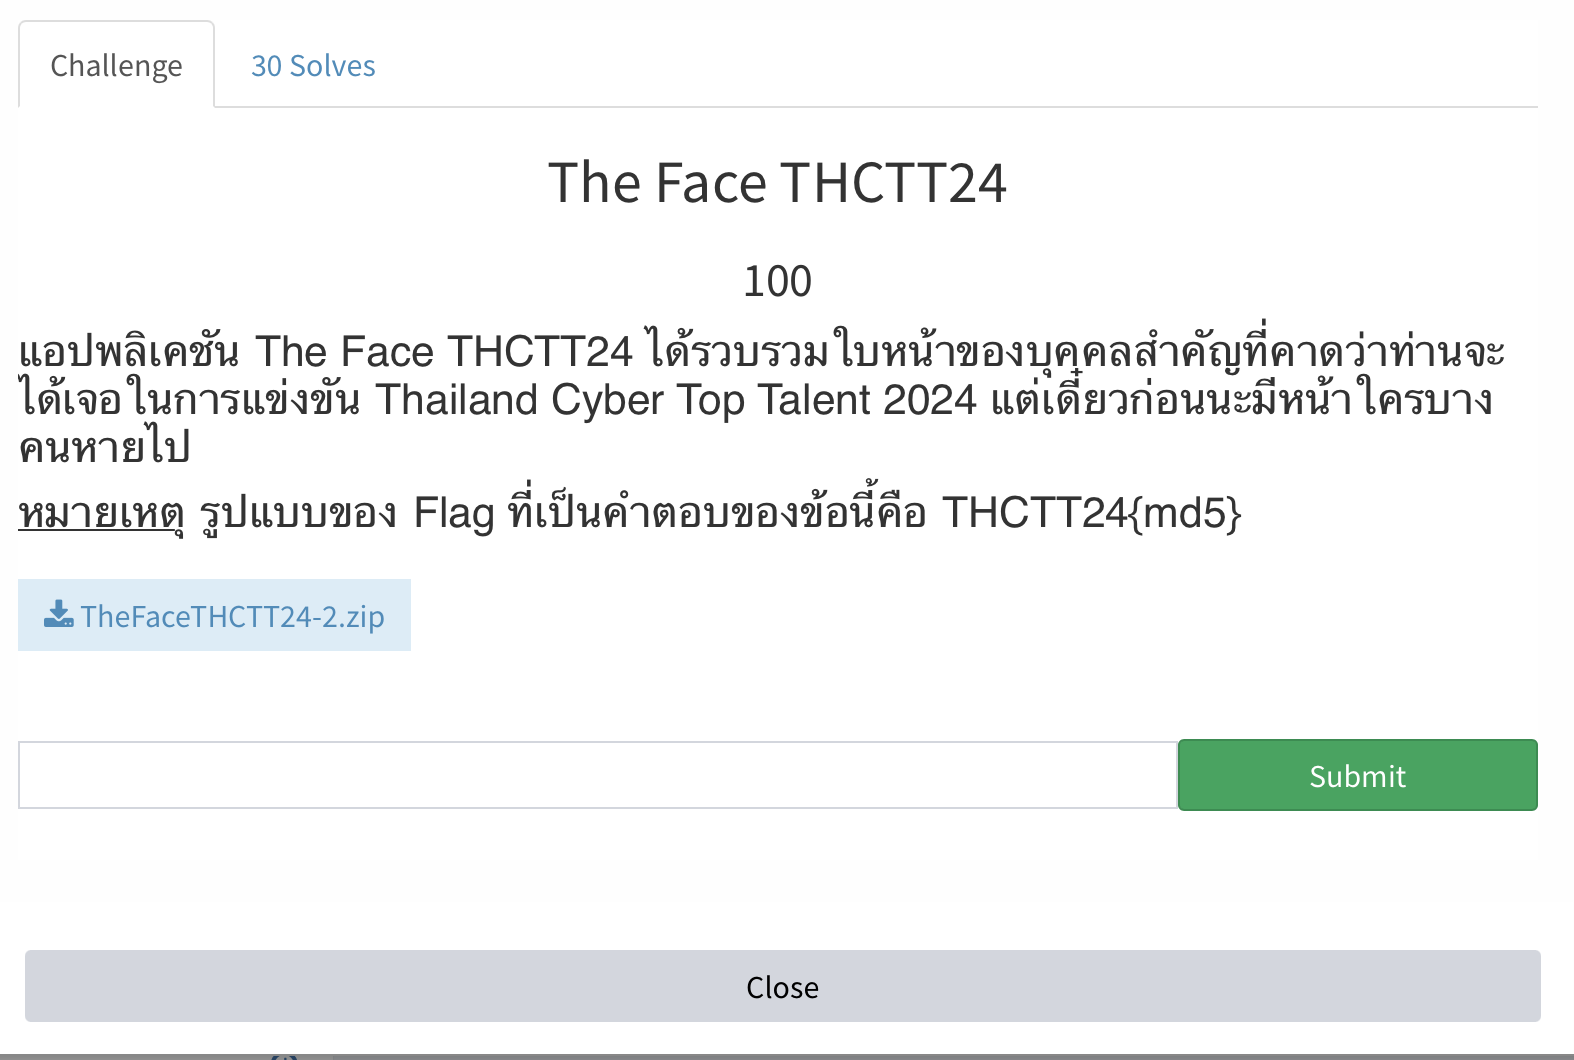 Challenge
30 Solves
The Face THCTT24
100
แอปพลิเคชัน The Face THCTT24 ได้รวบรวมใบหน้าของบุคคลสำคัญที่คาดว่าท่านจะ
ได้เจอในการแข่งขัน Thailand Cyber Top Talent 2024 แต่เดี๋ยวก่อนนะมีหน้าใครบาง
คนหายไป
หมายเหตุ รูปแบบของ Flag ที่เป็นคำตอบของข้อนี้คือ THCTT24{md5}
TheFaceTHCTT24-2.zip
Submit
Close